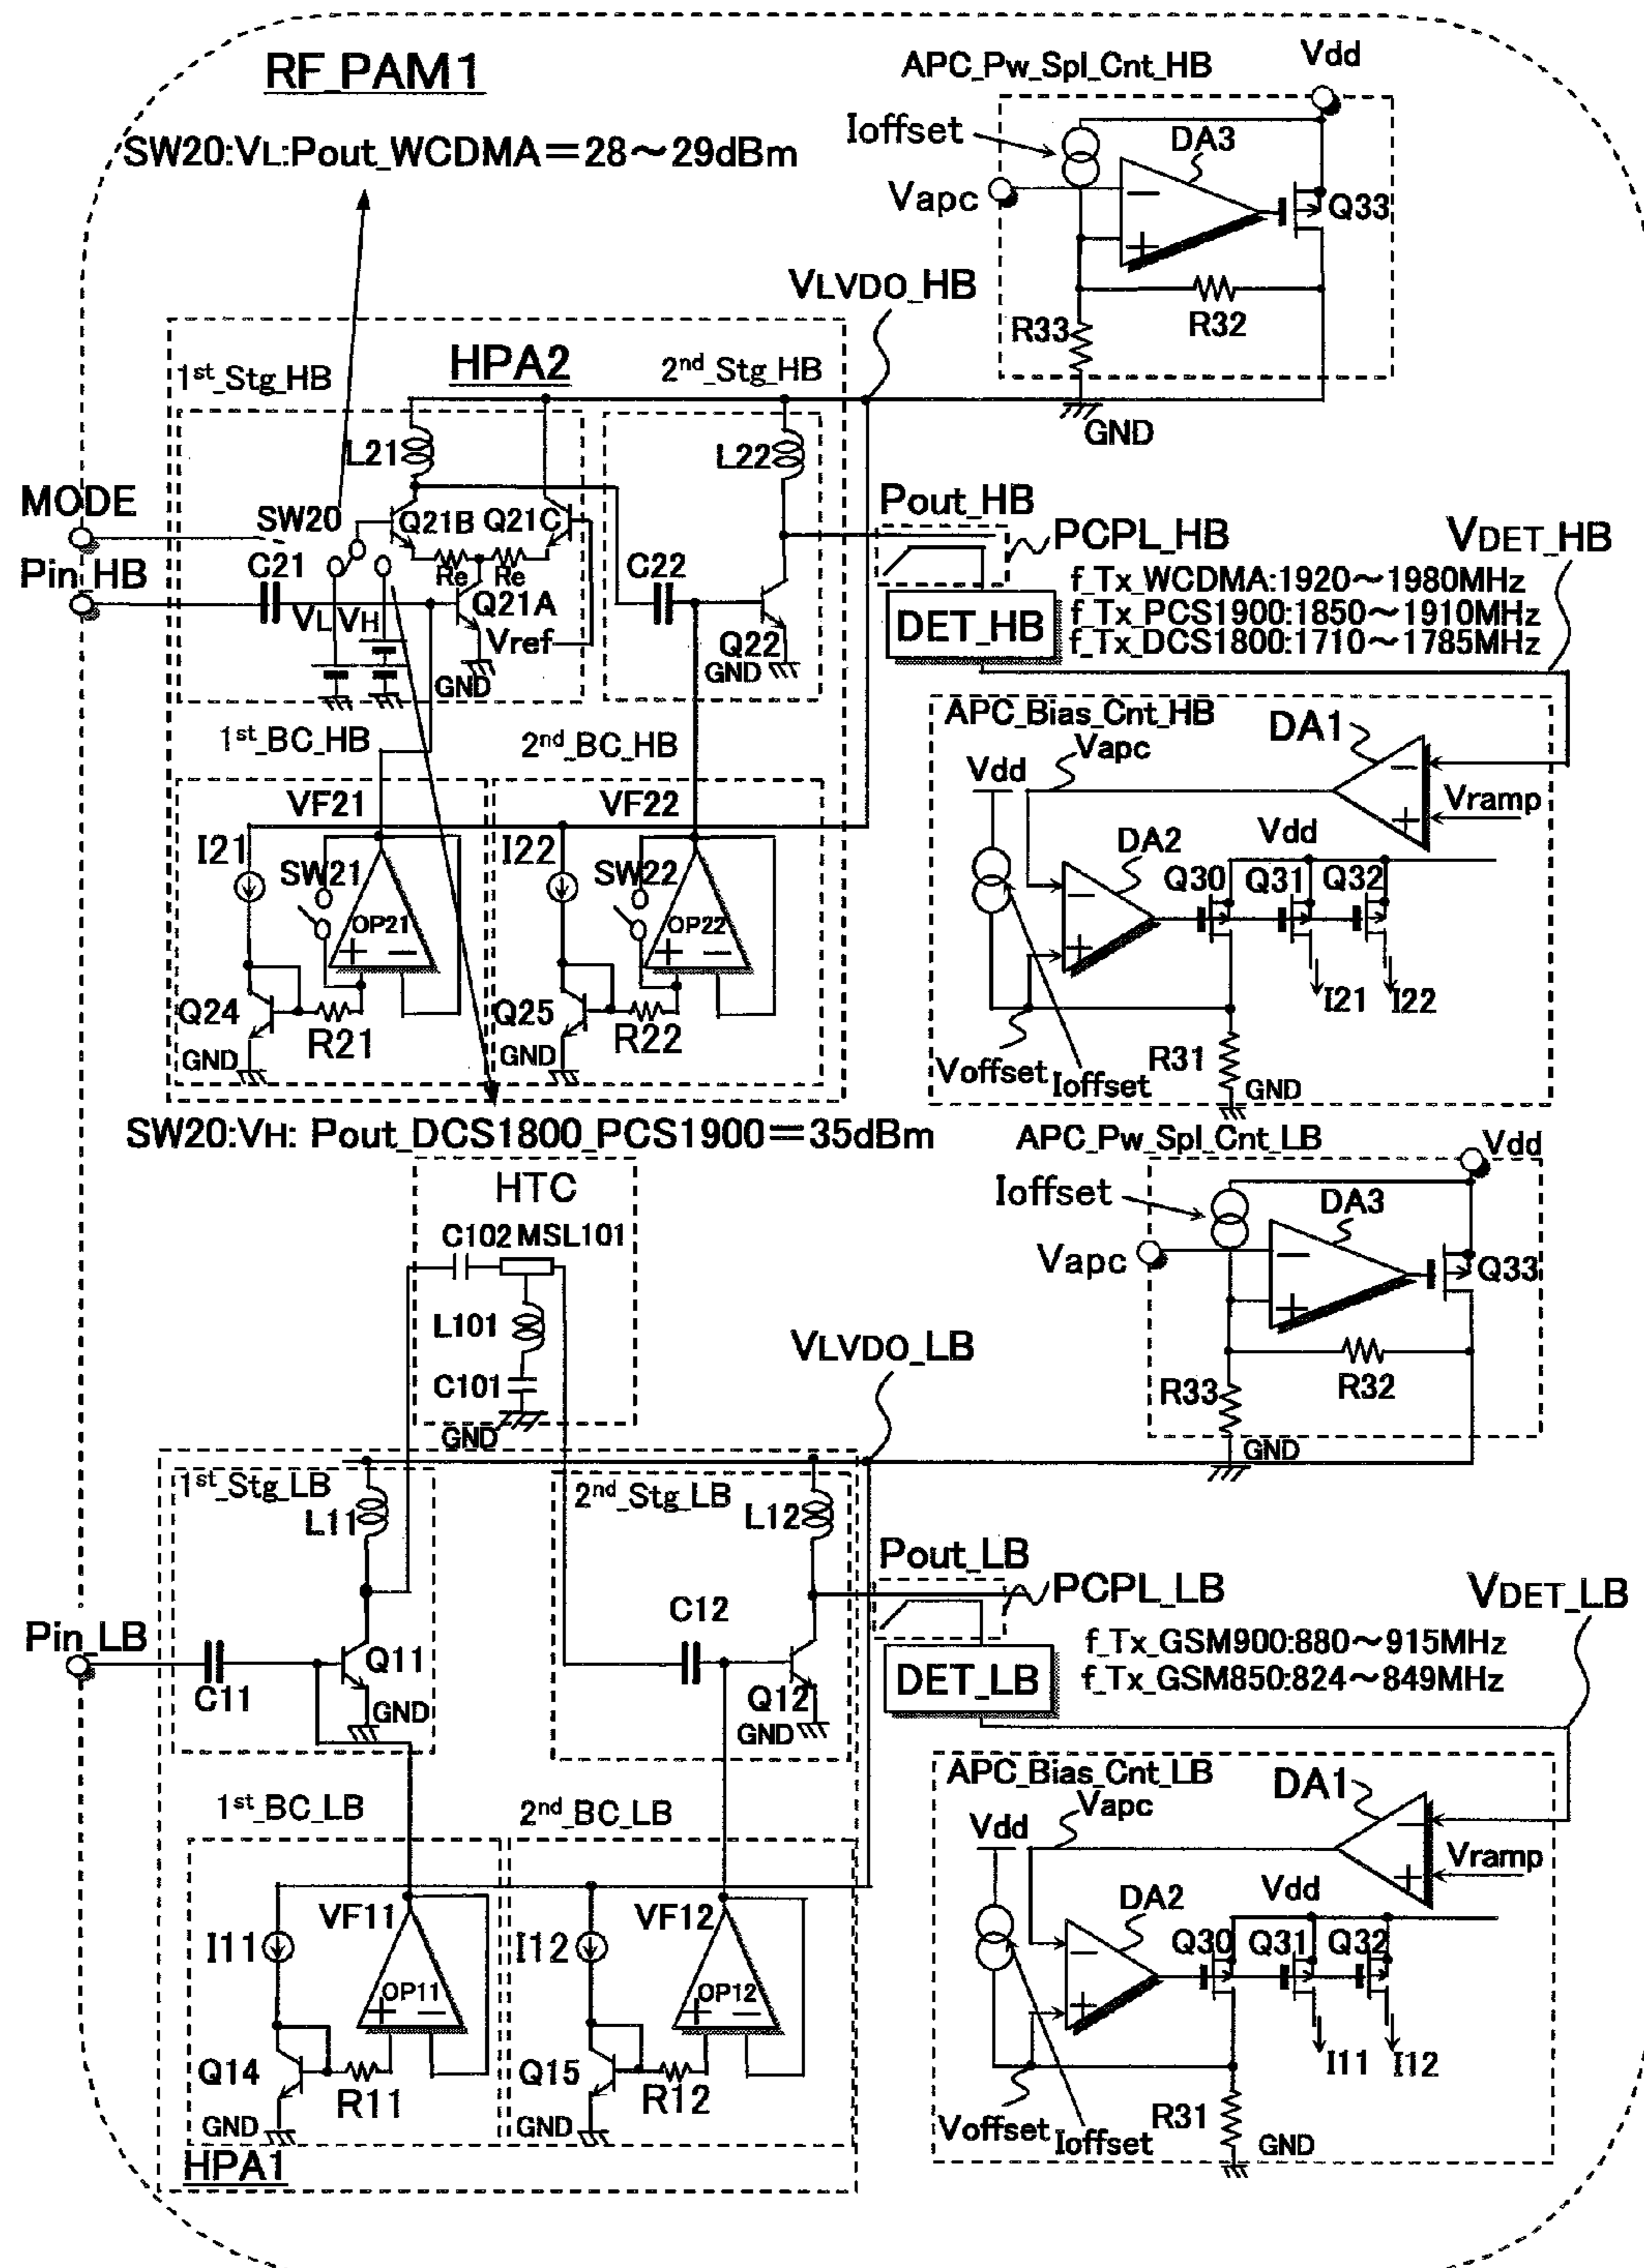 RF_PAM1
SW20:VL:Pout_WCDMA=28~29dBm
APC_Pw_Spl_Cnt_HB
Vdd
Ioffset
DA3
Vapc
−
+
Q33
R32
R33
GND
VLVDO_HB
HPA2
1st_Stg_HB
2nd_Stg_HB
L21
L22
MODE
SW20
Q21B
Q21C
Pout_HB
PCPL_HB
VDET_HB
Pin_HB
C21
Re
Re
C22
Q21A
VL
VH
Vref
Q22
GND
GND
DET_HB
f_Tx_WCDMA:1920~1980MHz
f_Tx_PCS1900:1850~1910MHz
f_Tx_DCS1800:1710~1785MHz
1st_BC_HB
2nd_BC_HB
APC_Bias_Cnt_HB
DA1
Vapc
Vdd
−
+
Vramp
VF21
VF22
I21
SW21
OP21
+ −
I22
SW22
OP22
+ −
DA2
Vdd
−
+
Q30
Q31
Q32
I21
I22
Q24
R21
GND
Q25
R22
GND
Voffset
Ioffset
R31
GND
SW20:VH: Pout_DCS1800_PCS1900=35dBm
APC_Pw_Spl_Cnt_LB
Vdd
HTC
Ioffset
DA3
C102
MSL101
Vapc
−
+
Q33
L101
R32
C101
R33
GND
GND
VLVDO_LB
1st_Stg_LB
L11
2nd_Stg_LB
L12
Pout_LB
PCPL_LB
VDET_LB
Pin_LB
C11
Q11
GND
C12
Q12
GND
DET_LB
f_Tx_GSM900:880~915MHz
f_Tx_GSM850:824~849MHz
1st_BC_LB
2nd_BC_LB
APC_Bias_Cnt_LB
DA1
Vapc
Vdd
−
+
Vramp
VF11
VF12
I11
OP11
+ −
I12
OP12
+ −
DA2
Vdd
−
+
Q30
Q31
Q32
I11
I12
Q14
R11
GND
Q15
R12
GND
Voffset
Ioffset
R31
GND
HPA1